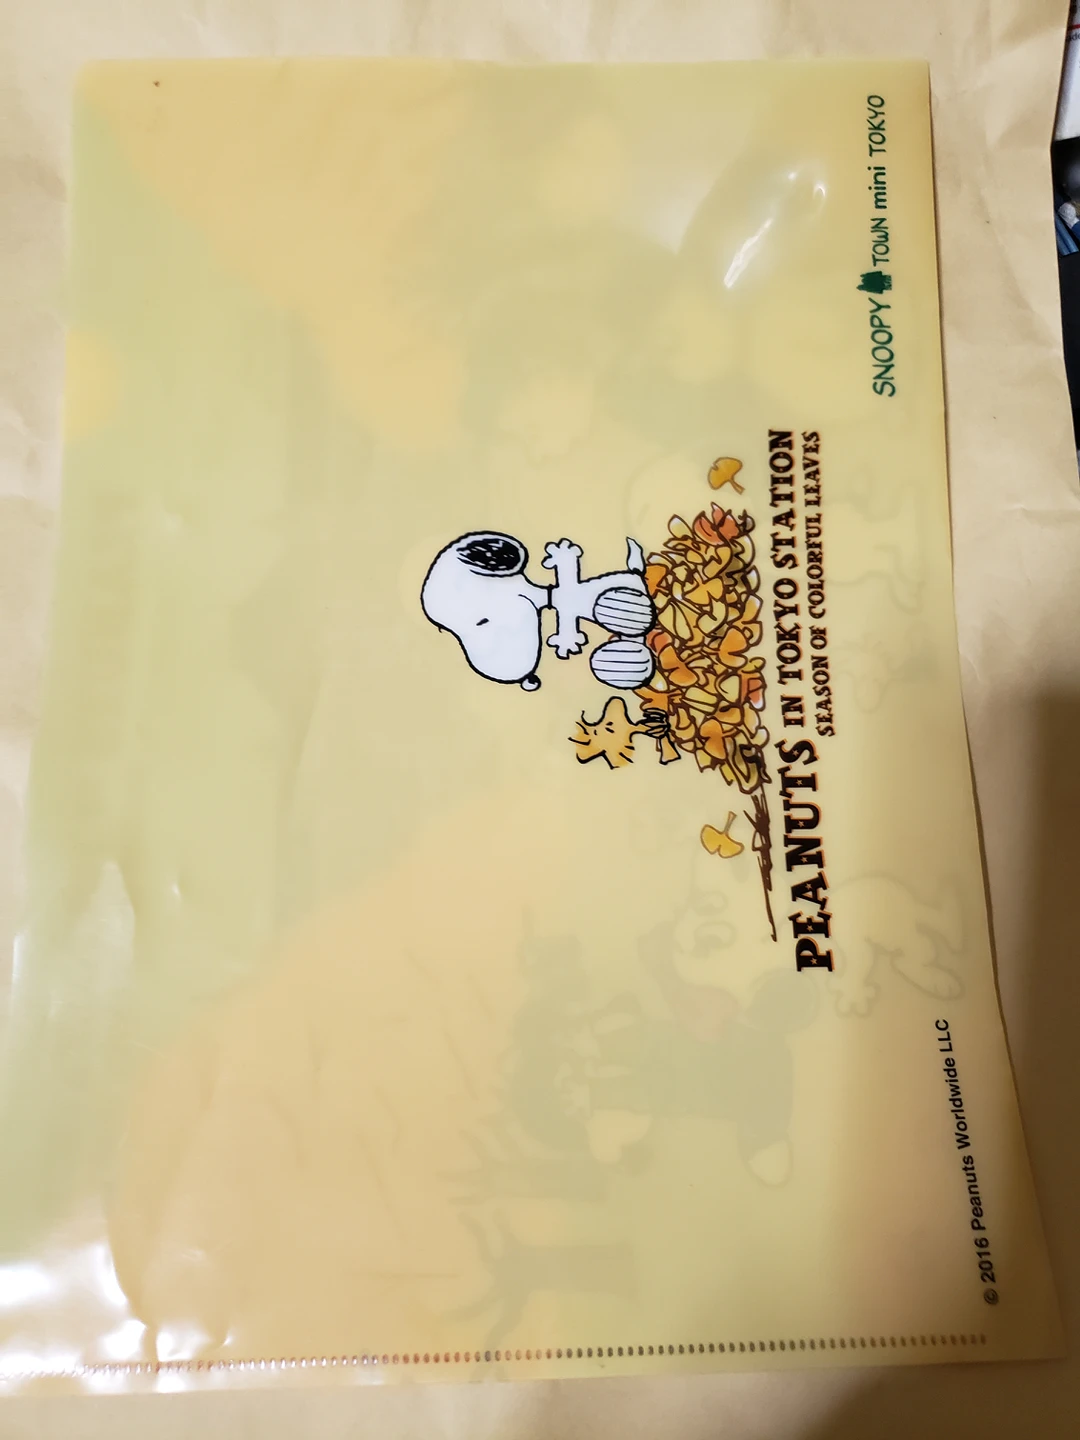 PEANUTS IN TOKYO STATION
SEASON OF COLORFUL LEAVES
© 2016 Peanuts Worldwide LLC
SNOOPY TOWN mini TOKYO